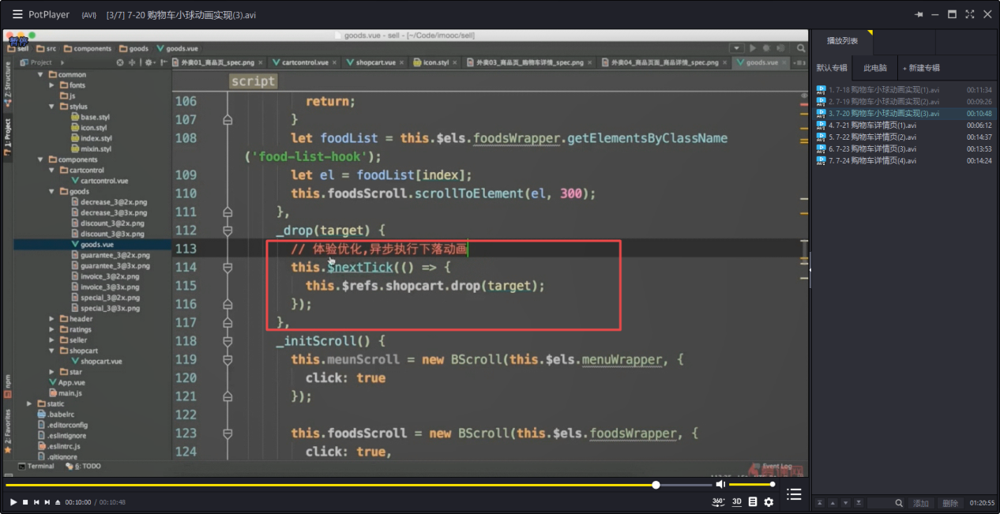 PotPlayer (AVI) [3/7] 7-20 购物车小球动画实现(3).avi
暂停
goods.vue - sell - [~/Code/imooc/sell]
sell src components goods goods.vue
Project
外卖01_商品页_spec.png cartcontrol.vue shopcart.vue icon.styl 外卖03_商品页_购物车详情_spec.png 外卖04_商品页面_商品详情_spec.png goods.vue
Z: Structure
1: Project
npm
2: Favorites
common
fonts
js
stylus
base.styl
icon.styl
index.styl
mixin.styl
components
cartcontrol
cartcontrol.vue
goods
decrease_3@2x.png
decrease_3@3x.png
discount_3@2x.png
discount_3@3x.png
goods.vue
guarantee_3@2x.png
guarantee_3@3x.png
invoice_3@2x.png
invoice_3@3x.png
special_3@2x.png
special_3@3x.png
header
ratings
seller
shopcart
shopcart.vue
star
App.vue
main.js
static
.babelrc
.editorconfig
.eslintignore
.eslintrc.js
.gitignore
script
106 return;
107 }
108 let foodList = this.$els.foodsWrapper.getElementsByClassName
('food-list-hook');
109 let el = foodList[index];
110 this.foodsScroll.scrollToElement(el, 300);
111 },
112 _drop(target) {
113 // 体验优化,异步执行下落动画
114 this.$nextTick(() => {
115 this.$refs.shopcart.drop(target);
116 });
117 },
118 _initScroll() {
119 this.meunScroll = new BScroll(this.$els.menuWrapper, {
120 click: true
121 });
122
123 this.foodsScroll = new BScroll(this.$els.foodsWrapper, {
124 click: true,
Terminal 6: TODO Event Log
00:10:00 / 00:10:48
360° 3D
播放列表
默认专辑 此电脑 + 新建专辑
1. 7-18 购物车小球动画实现(1).avi 00:11:34
2. 7-19 购物车小球动画实现(2).avi 00:09:26
3. 7-20 购物车小球动画实现(3).avi 00:10:48
4. 7-21 购物车详情页(1).avi 00:06:12
5. 7-22 购物车详情页(2).avi 00:14:37
6. 7-23 购物车详情页(3).avi 00:13:53
7. 7-24 购物车详情页(4).avi 00:14:24
添加 删除 01:20:55